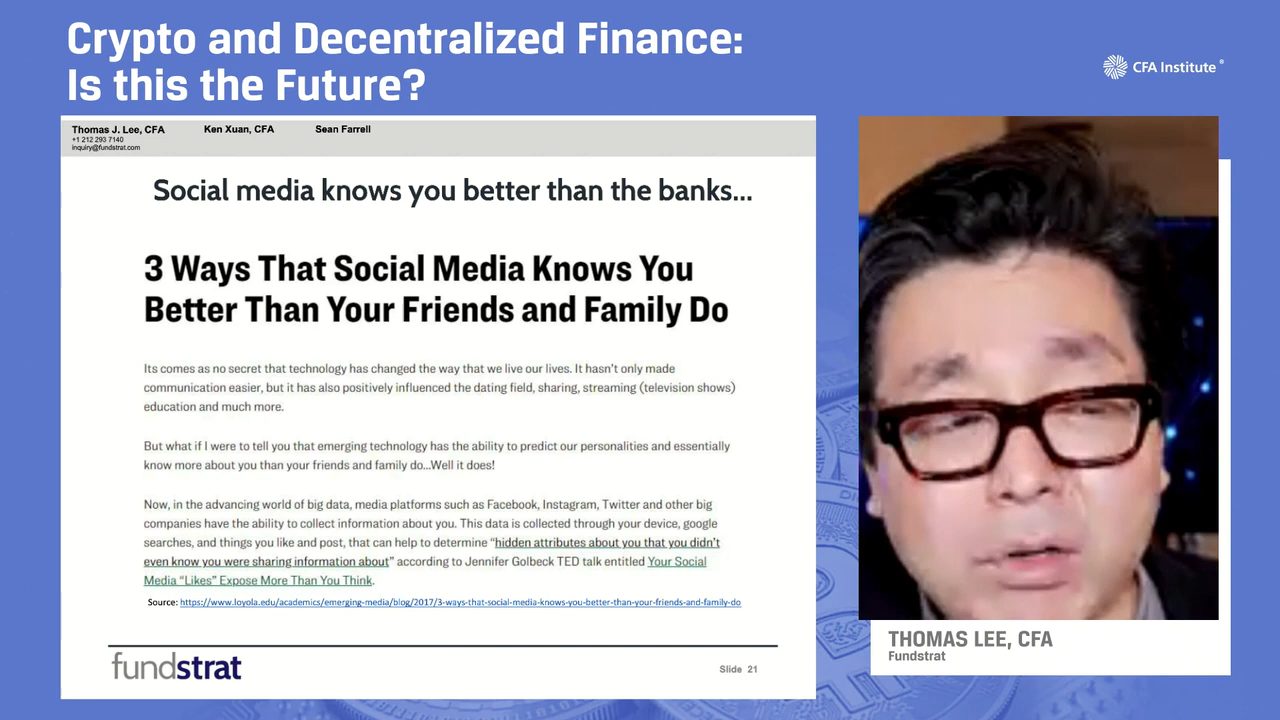 Crypto and Decentralized Finance:
Is this the Future?
CFA Institute®
Thomas J. Lee, CFA
Ken Xuan, CFA
Sean Farrell
+1 212 293 7140
inquiry@fundstrat.com
Social media knows you better than the banks...
3 Ways That Social Media Knows You
Better Than Your Friends and Family Do
Its comes as no secret that technology has changed the way that we live our lives. It hasn't only made
communication easier, but it has also positively influenced the dating field, sharing, streaming (television shows)
education and much more.
But what if I were to tell you that emerging technology has the ability to predict our personalities and essentially
know more about you than your friends and family do...Well it does!
Now, in the advancing world of big data, media platforms such as Facebook, Instagram, Twitter and other big
companies have the ability to collect information about you. This data is collected through your device, google
searches, and things you like and post, that can help to determine "hidden attributes about you that you didn't
even know you were sharing information about" according to Jennifer Golbeck TED talk entitled Your Social
Media "Likes" Expose More Than You Think.
Source: https://www.loyola.edu/academics/emerging-media/blog/2017/3-ways-that-social-media-knows-you-better-than-your-friends-and-family-do
fundstrat
Slide 21
THOMAS LEE, CFA
Fundstrat